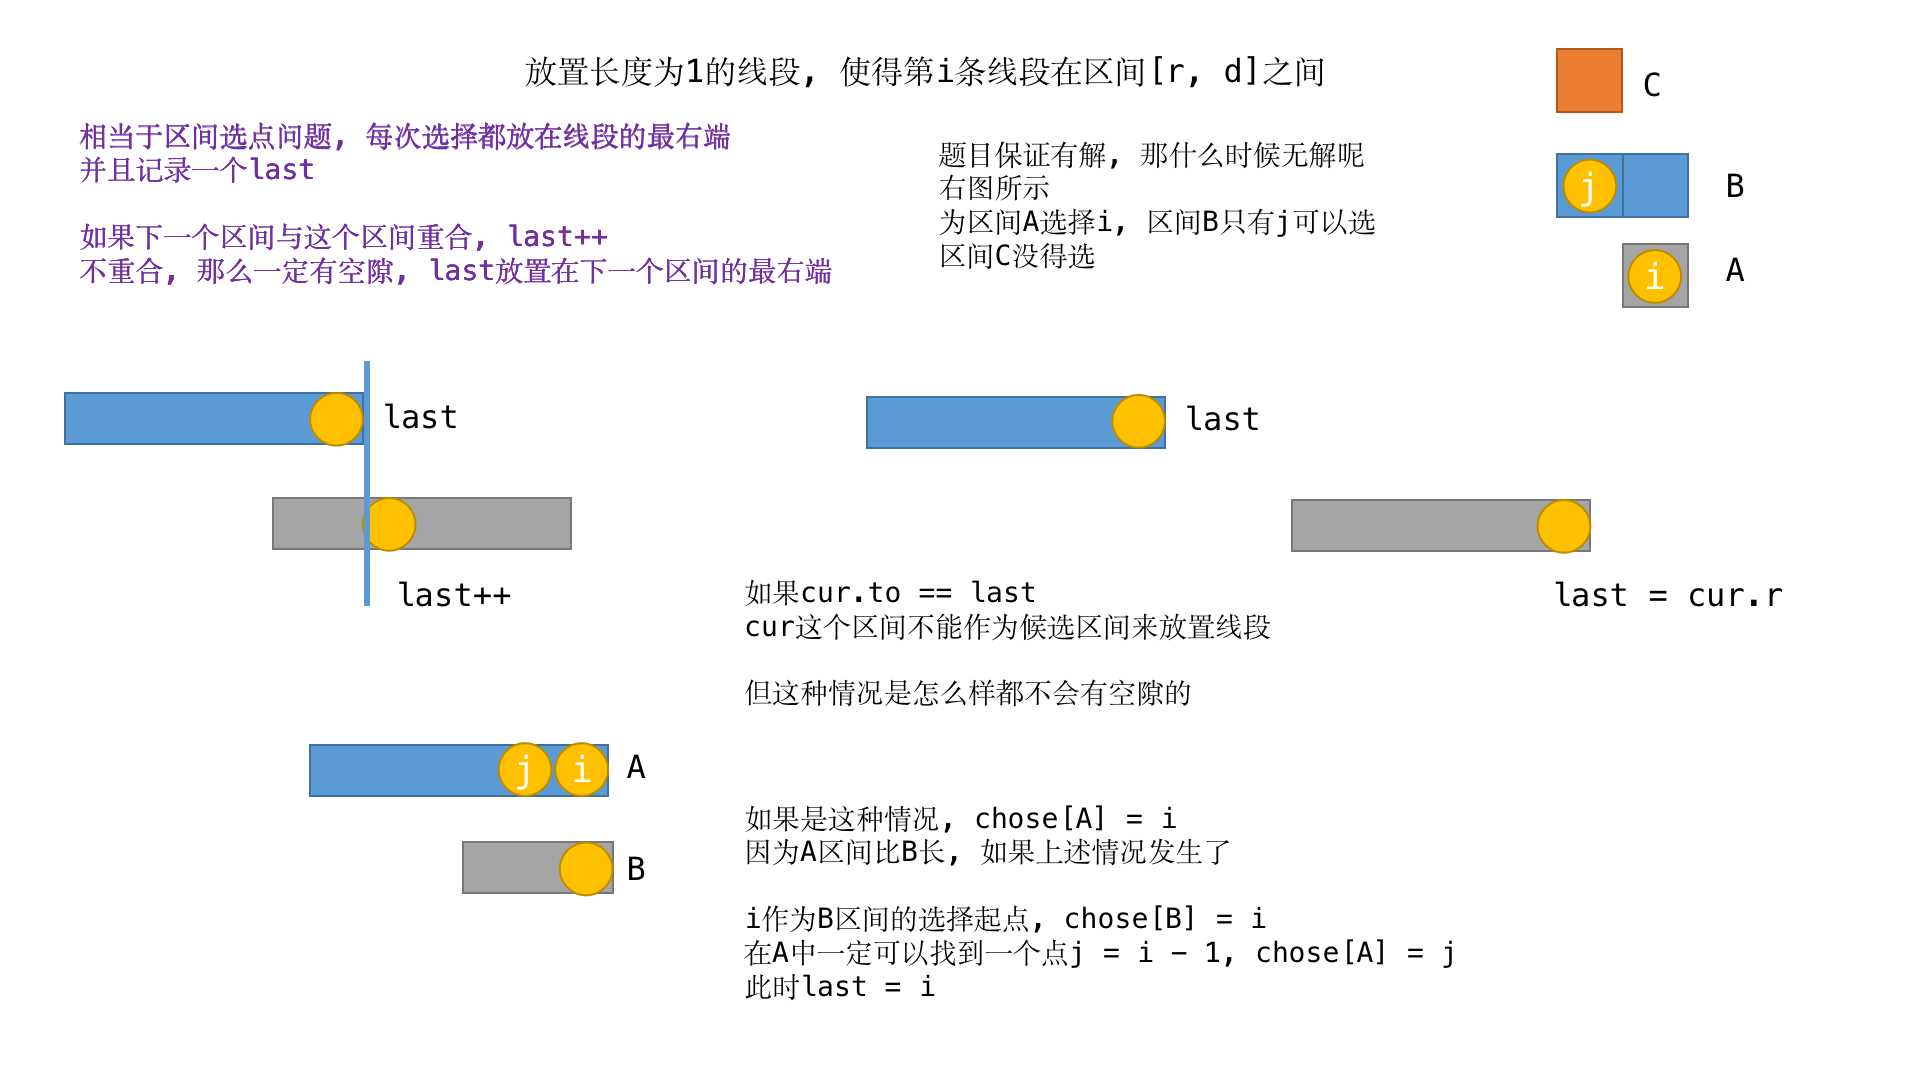 放置长度为1的线段, 使得第i条线段在区间[r, d]之间
相当于区间选点问题, 每次选择都放在线段的最右端
并且记录一个last
如果下一个区间与这个区间重合, last++
不重合, 那么一定有空隙, last放置在下一个区间的最右端
题目保证有解, 那什么时候无解呢
右图所示
为区间A选择i, 区间B只有j可以选
区间C没得选
C
j
B
i
A
last
last++
last
last = cur.r
如果cur.to == last
cur这个区间不能作为候选区间来放置线段
但这种情况是怎么样都不会有空隙的
j
i
A
B
如果是这种情况, chose[A] = i
因为A区间比B长, 如果上述情况发生了
i作为B区间的选择起点, chose[B] = i
在A中一定可以找到一个点j = i - 1, chose[A] = j
此时last = i